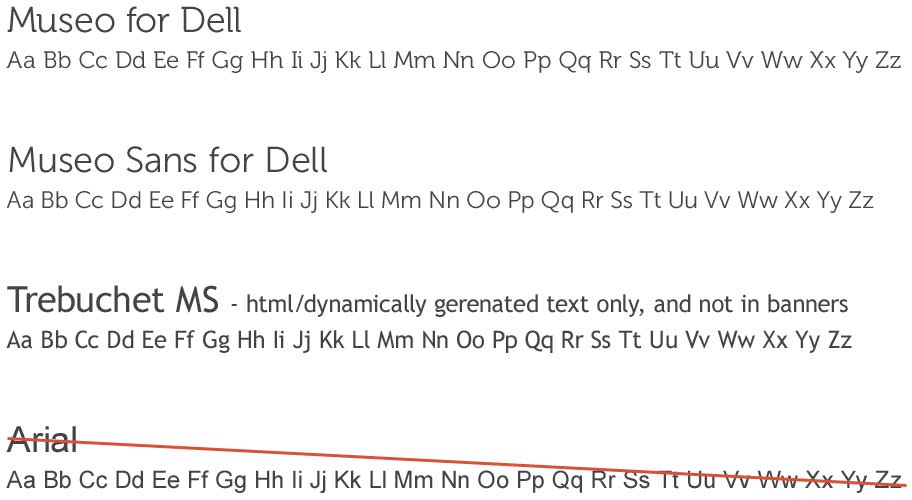 Museo for Dell
Aa Bb Cc Dd Ee Ff Gg Hh Ii Jj Kk Ll Mm Nn Oo Pp Qq Rr Ss Tt Uu Vv Ww Xx Yy Zz
Museo Sans for Dell
Aa Bb Cc Dd Ee Ff Gg Hh Ii Jj Kk Ll Mm Nn Oo Pp Qq Rr Ss Tt Uu Vv Ww Xx Yy Zz
Trebuchet MS - html/dynamically gerenated text only, and not in banners
Aa Bb Cc Dd Ee Ff Gg Hh Ii Jj Kk Ll Mm Nn Oo Pp Qq Rr Ss Tt Uu Vv Ww Xx Yy Zz
Arial
Aa Bb Cc Dd Ee Ff Gg Hh Ii Jj Kk Ll Mm Nn Oo Pp Qq Rr Ss Tt Uu Vv Ww Xx Yy Zz